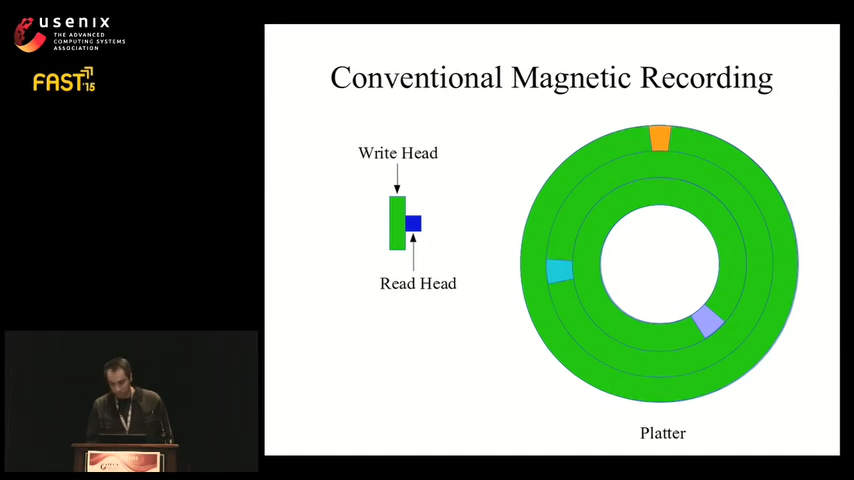 usenix
THE ADVANCED
COMPUTING SYSTEMS
ASSOCIATION
FAST'15
Conventional Magnetic Recording
Write Head
Read Head
Platter